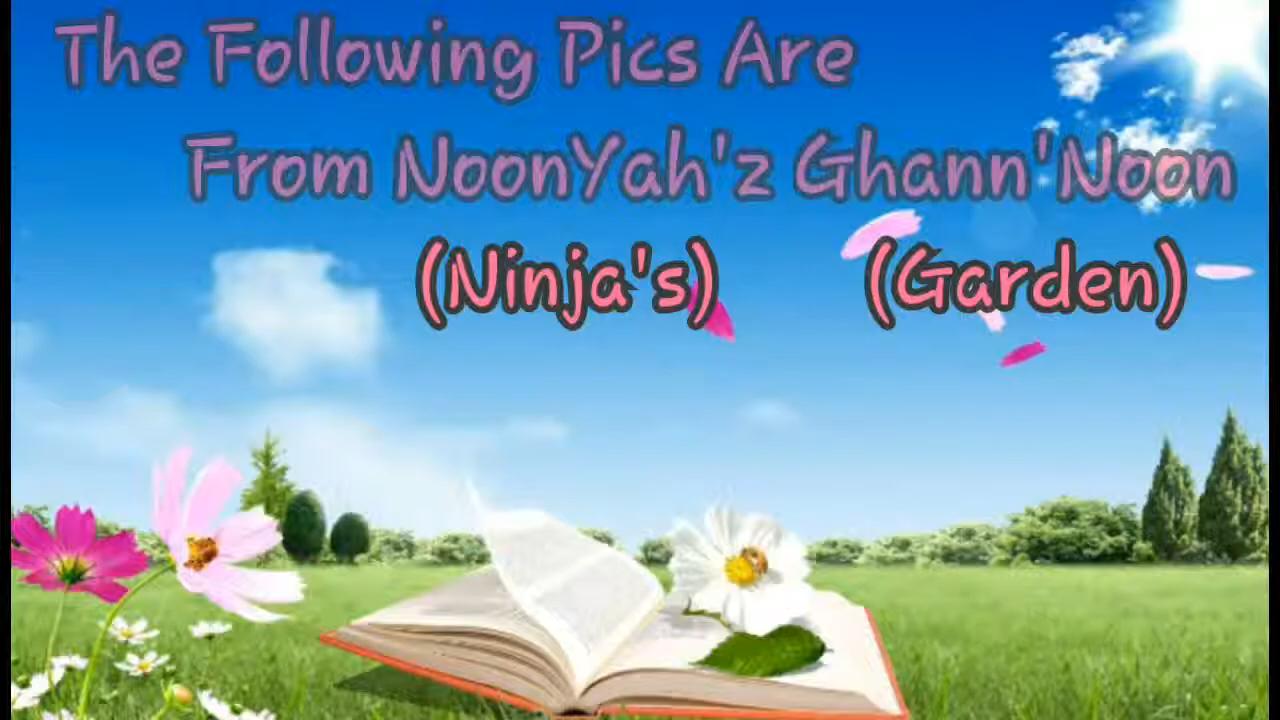 The Following Pics Are
From NoonYah'z Ghann'Noon
(Ninja's) (Garden)